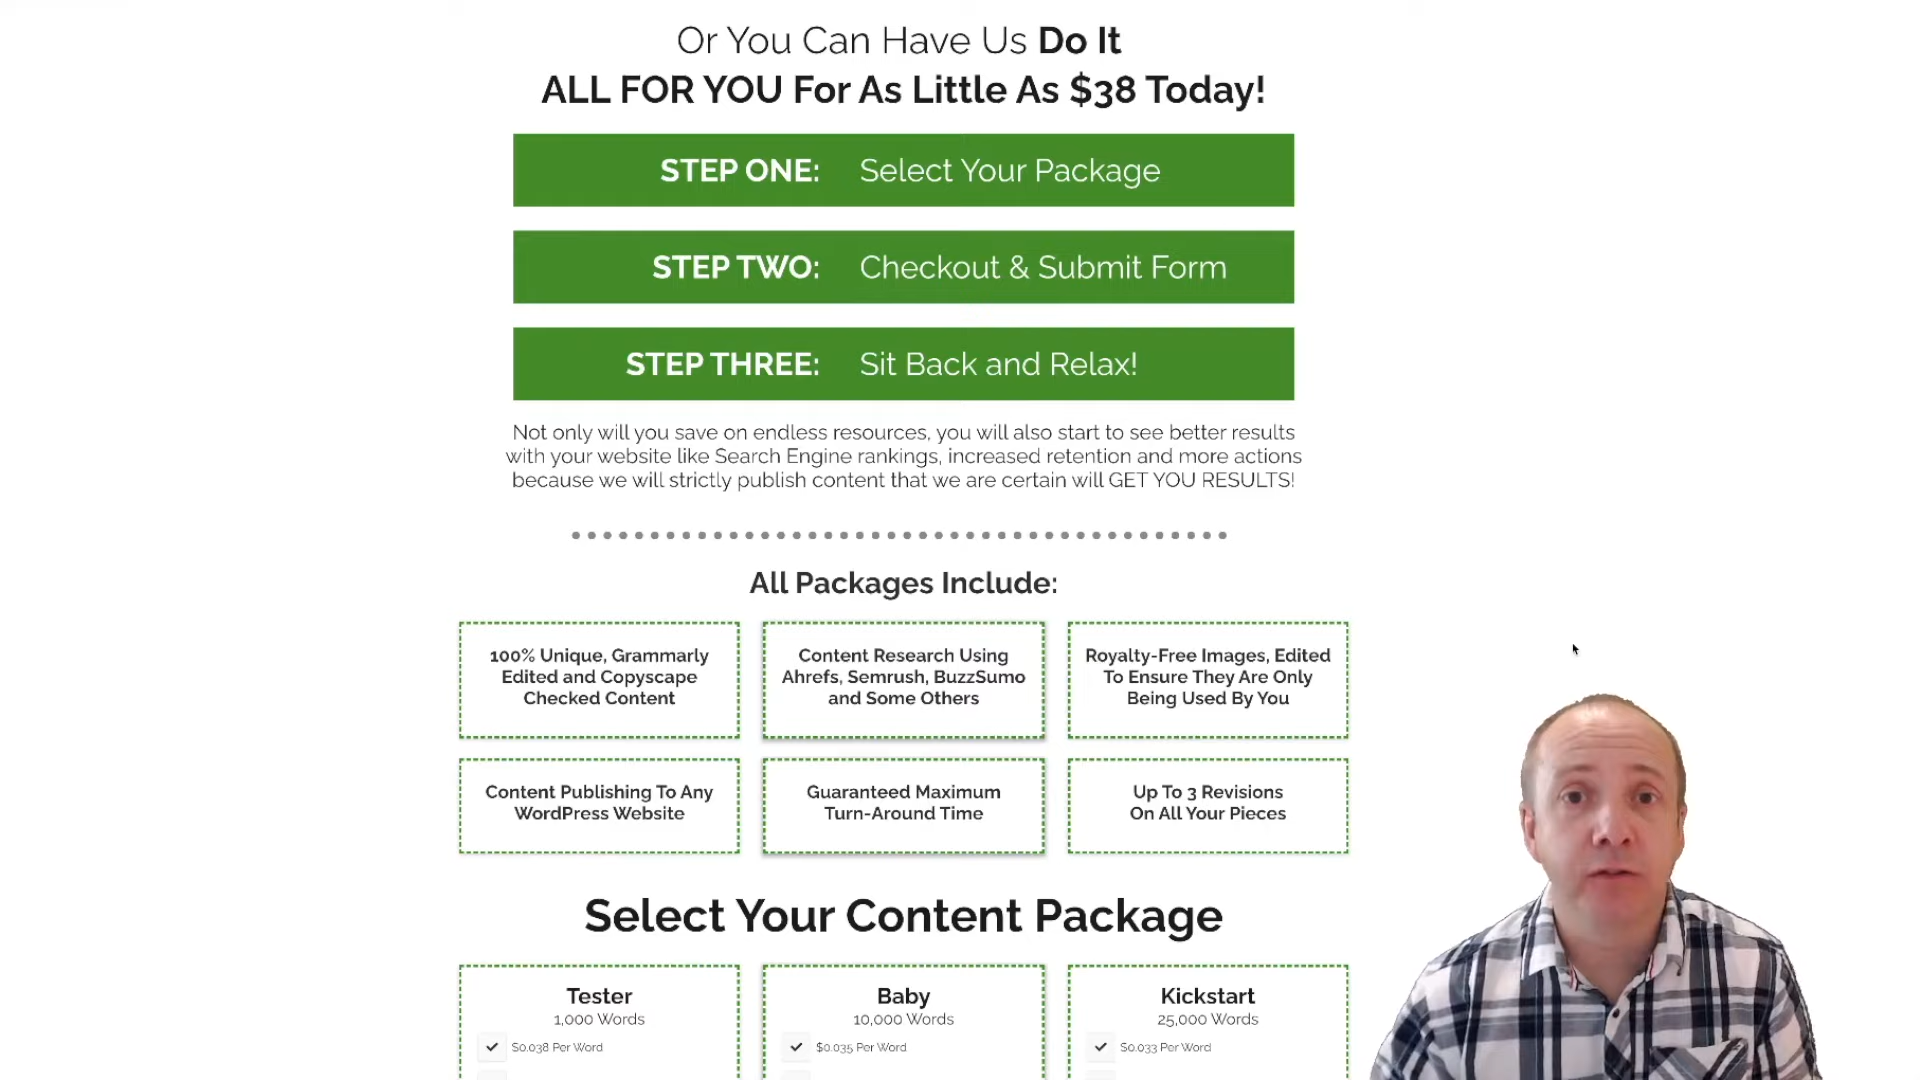 Or You Can Have Us Do It
ALL FOR YOU For As Little As $38 Today!
STEP ONE: Select Your Package
STEP TWO: Checkout & Submit Form
STEP THREE: Sit Back and Relax!
Not only will you save on endless resources, you will also start to see better results
with your website like Search Engine rankings, increased retention and more actions
because we will strictly publish content that we are certain will GET YOU RESULTS!
All Packages Include:
100% Unique, Grammarly
Edited and Copyscape
Checked Content
Content Research Using
Ahrefs, Semrush, BuzzSumo
and Some Others
Royalty-Free Images, Edited
To Ensure They Are Only
Being Used By You
Content Publishing To Any
WordPress Website
Guaranteed Maximum
Turn-Around Time
Up To 3 Revisions
On All Your Pieces
Select Your Content Package
Tester
1,000 Words
$0.038 Per Word
Baby
10,000 Words
$0.035 Per Word
Kickstart
25,000 Words
$0.033 Per Word